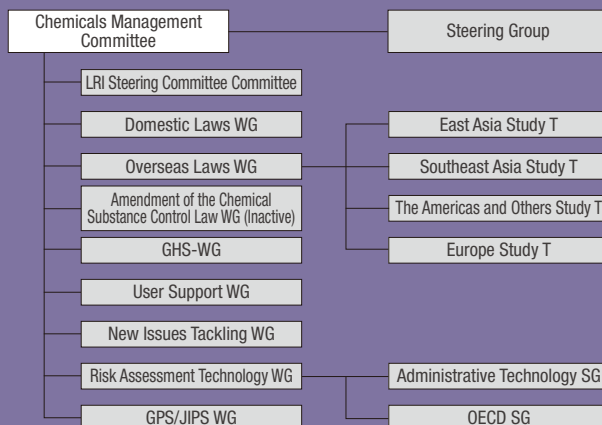 Chemicals Management
Committee
Steering Group
LRI Steering Committee Committee
Domestic Laws WG
East Asia Study T
Overseas Laws WG
Southeast Asia Study T
Amendment of the Chemical
Substance Control Law WG (Inactive)
The Americas and Others Study T
GHS-WG
Europe Study T
User Support WG
New Issues Tackling WG
Risk Assessment Technology WG
Administrative Technology SG
GPS/JIPS WG
OECD SG